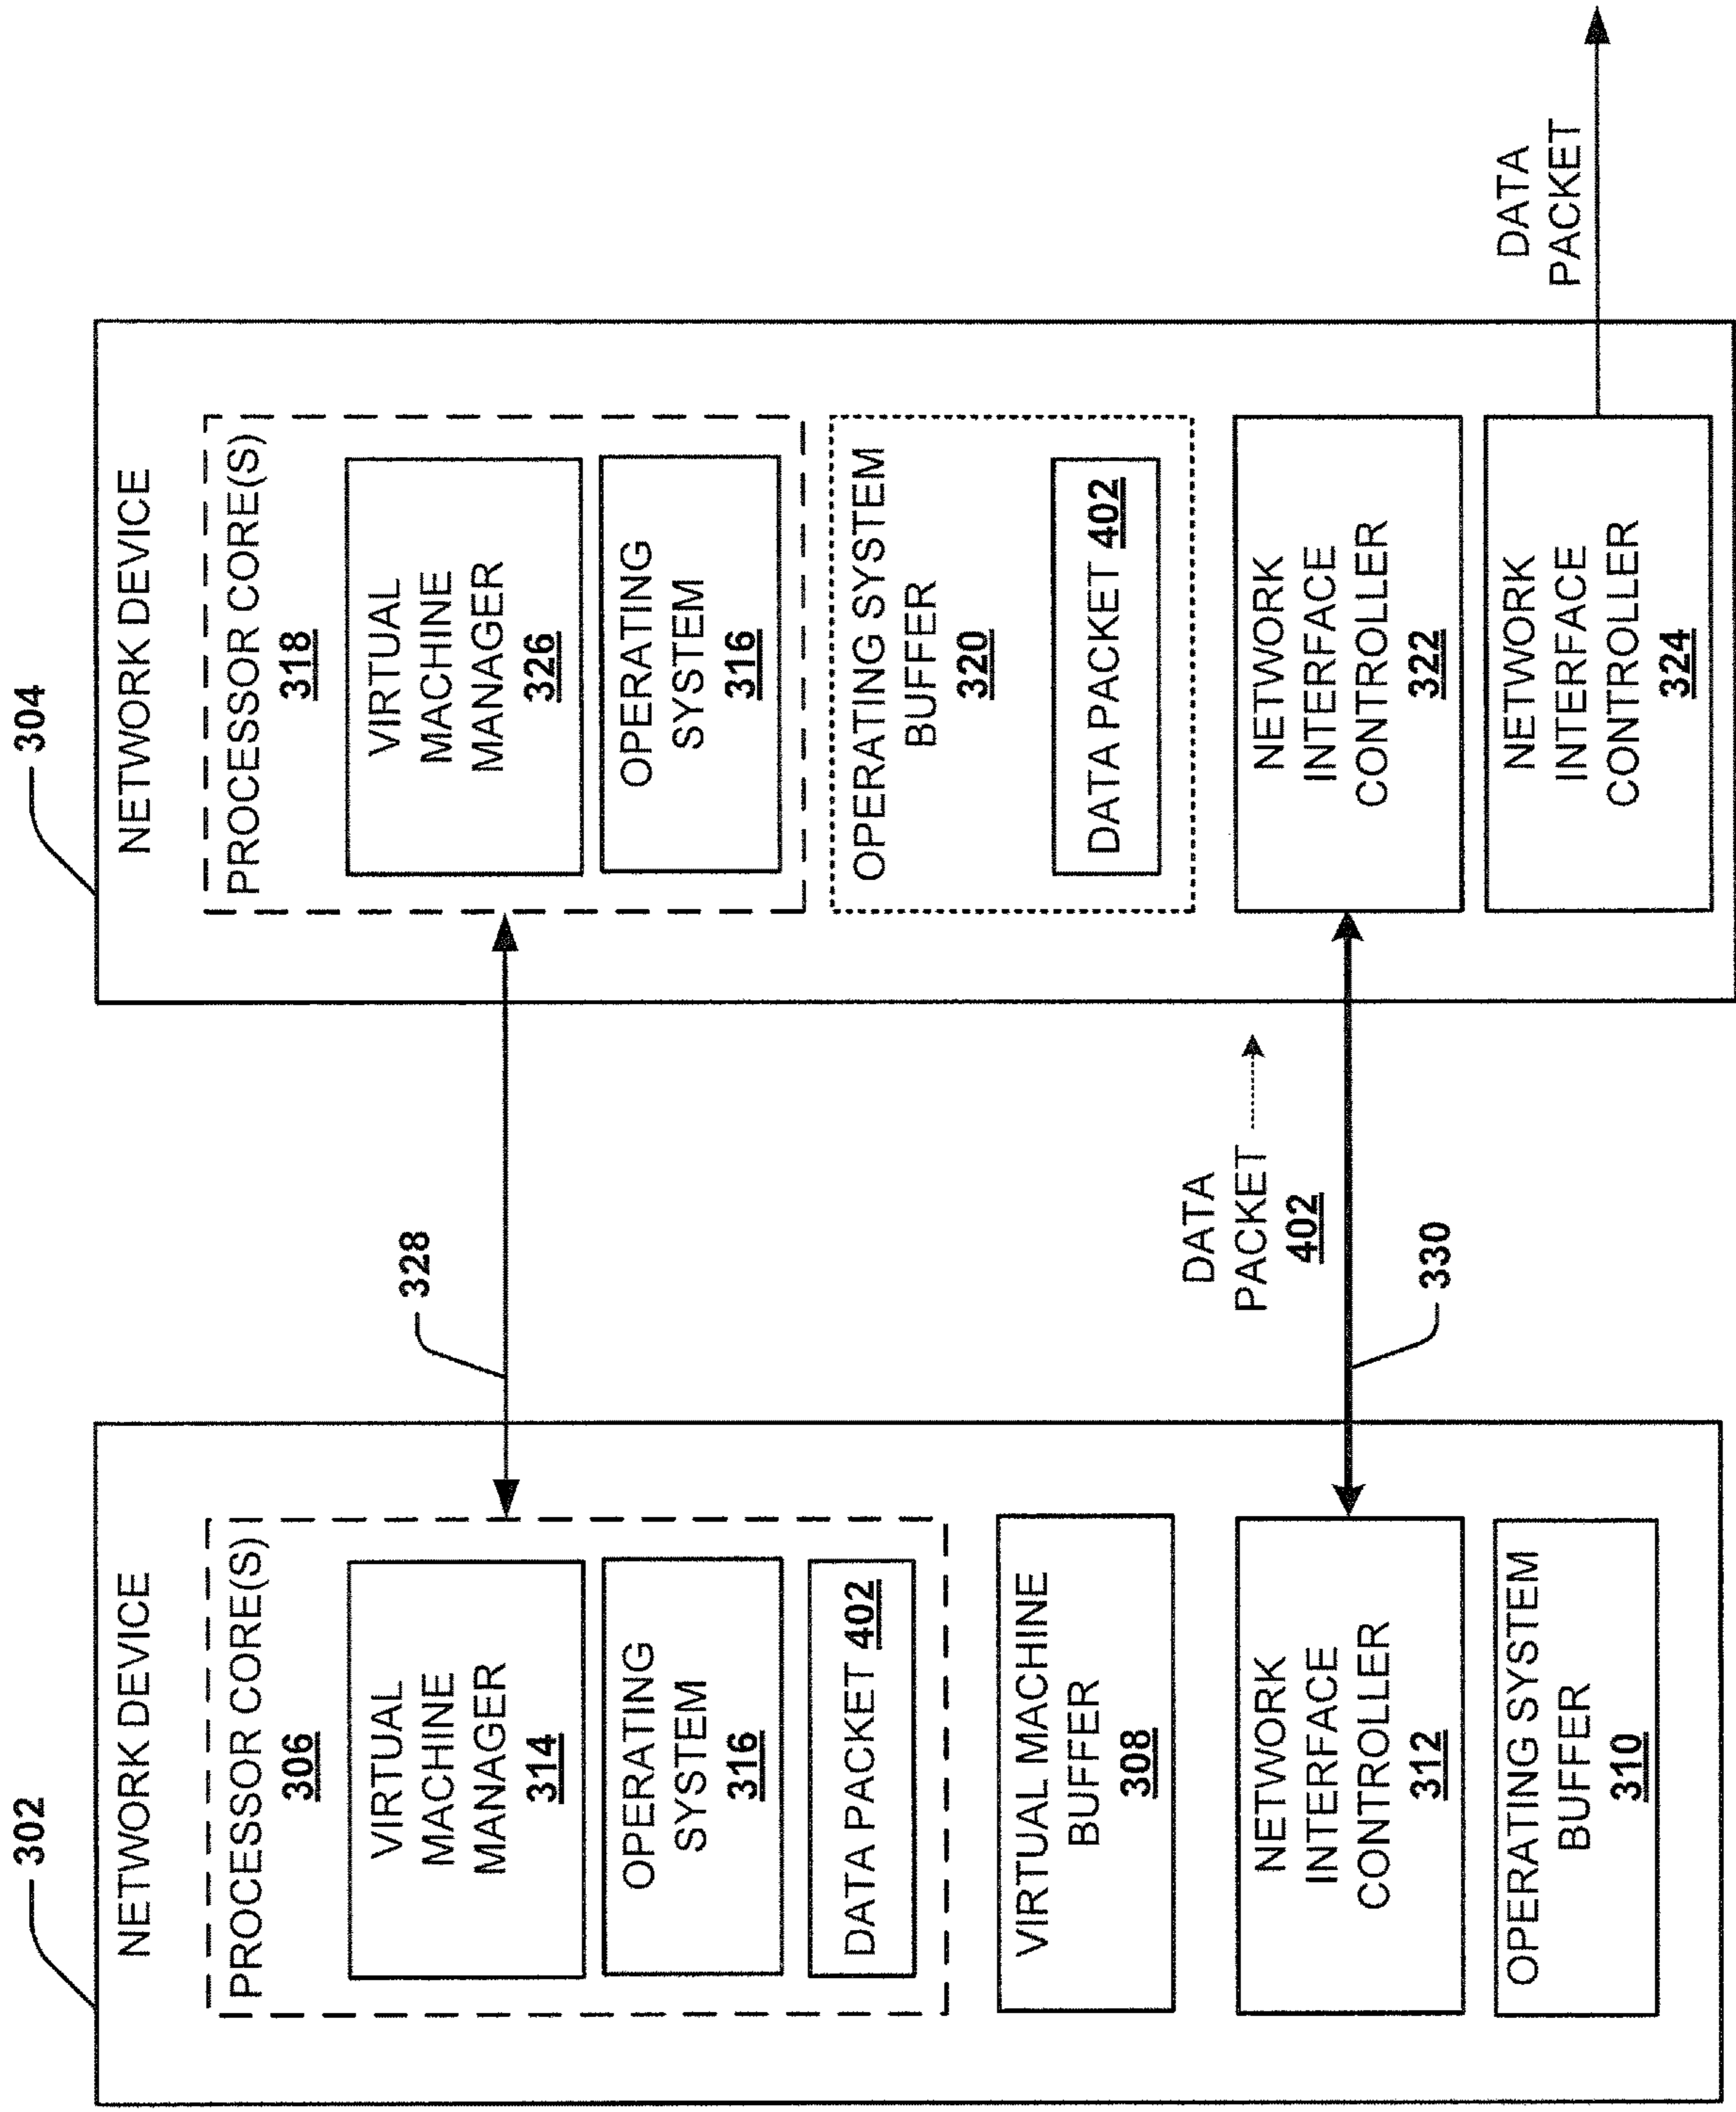 302
NETWORK DEVICE
PROCESSOR CORE(S)
306
VIRTUAL
MACHINE
MANAGER
314
OPERATING
SYSTEM
316
DATA PACKET 402
VIRTUAL MACHINE
BUFFER
308
NETWORK
INTERFACE
CONTROLLER
312
OPERATING SYSTEM
BUFFER
310
328
DATA
PACKET
402
330
304
NETWORK DEVICE
PROCESSOR CORE(S)
318
VIRTUAL
MACHINE
MANAGER
326
OPERATING
SYSTEM
316
OPERATING SYSTEM
BUFFER
320
DATA PACKET 402
NETWORK
INTERFACE
CONTROLLER
322
NETWORK
INTERFACE
CONTROLLER
324
DATA
PACKET